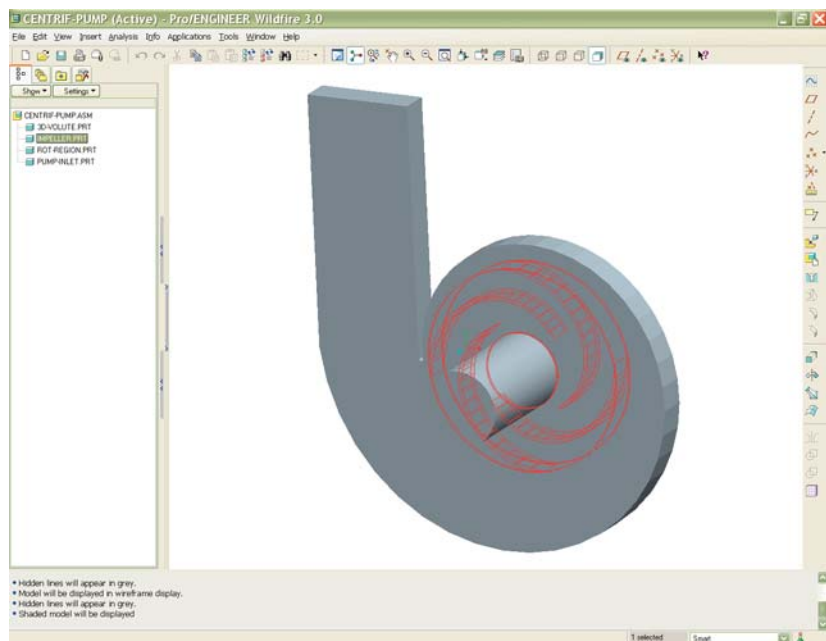 CENTRIF-PUMP (Active) - Pro/ENGINEER Wildfire 3.0
File Edit View Insert Analysis Info Applications Tools Window Help
Show Settings
CENTRIF-PUMP.ASM
3D-VOLUTE.PRT
IMPELLER.PRT
ROT-REGION.PRT
PUMP-INLET.PRT
• Hidden lines will appear in grey.
• Model will be displayed in wireframe display.
• Hidden lines will appear in grey.
• Shaded model will be displayed
1 selected Smart